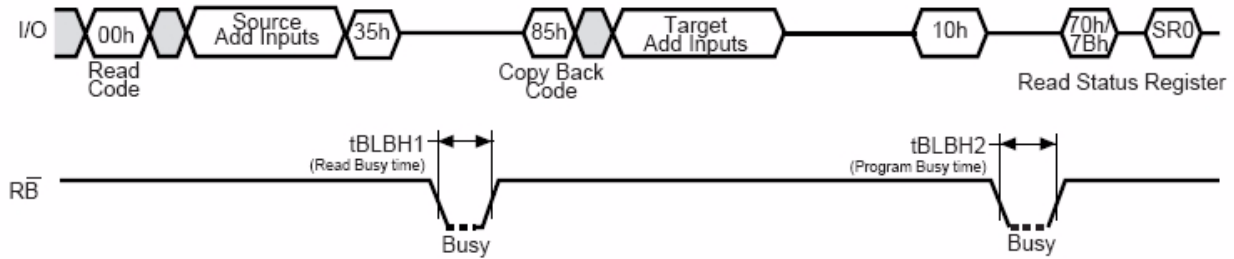 I/O
00h
Source
Add Inputs
35h
85h
Target
Add Inputs
10h
70h/
7Bh
SR0
Read
Code
Copy Back
Code
Read Status Register
tBLBH1
(Read Busy time)
tBLBH2
(Program Busy time)
RB̅
Busy
Busy